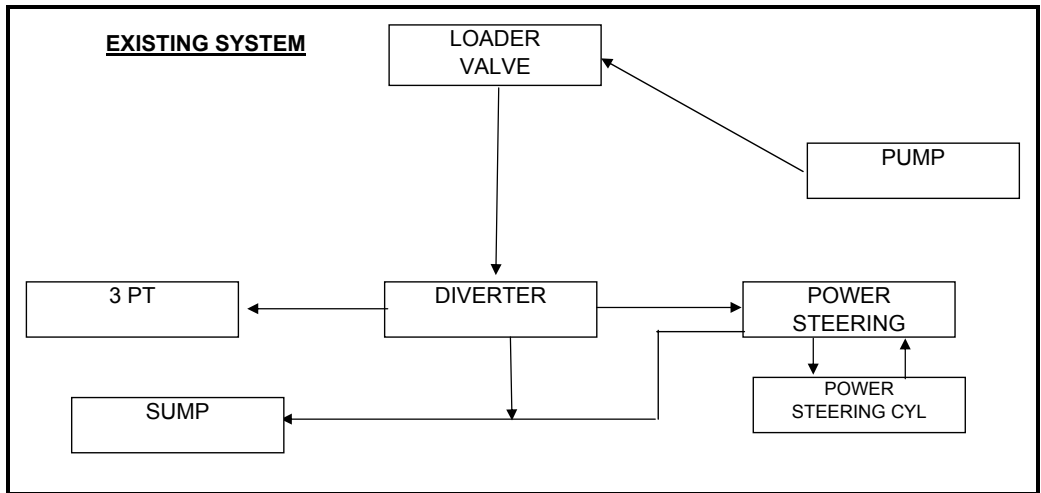 EXISTING SYSTEM
LOADER
VALVE
PUMP
3 PT
DIVERTER
POWER
STEERING
POWER
STEERING CYL
SUMP